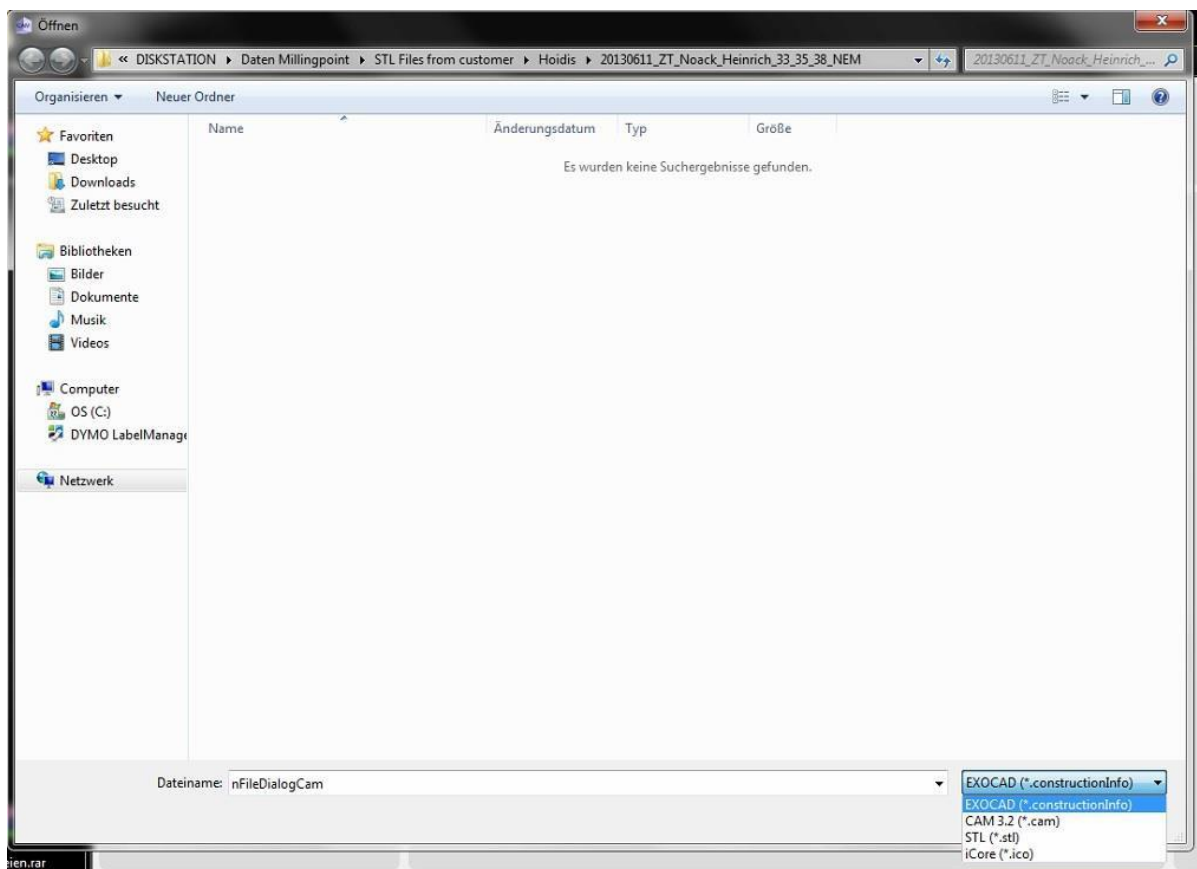 Öffnen
« DISKSTATION ▸ Daten Millingpoint ▸ STL Files from customer ▸ Hoidis ▸ 20130611_ZT_Noack_Heinrich_33_35_38_NEM
20130611_ZT_Noack_Heinrich_...
Organisieren Neuer Ordner
Name Änderungsdatum Typ Größe
Es wurden keine Suchergebnisse gefunden.
Favoriten
Desktop
Downloads
Zuletzt besucht
Bibliotheken
Bilder
Dokumente
Musik
Videos
Computer
OS (C:)
DYMO LabelManage
Netzwerk
Dateiname: nFileDialogCam
EXOCAD (*.constructionInfo)
EXOCAD (*.constructionInfo)
CAM 3.2 (*.cam)
STL (*.stl)
iCore (*.ico)
eien.rar